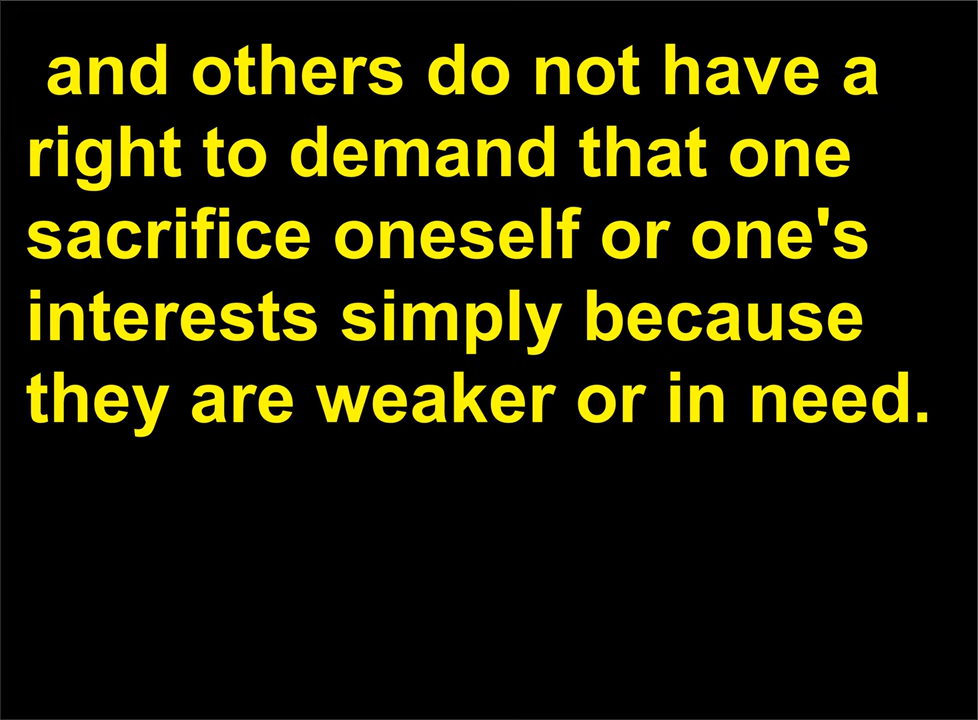 and others do not have a
right to demand that one
sacrifice oneself or one's
interests simply because
they are weaker or in need.